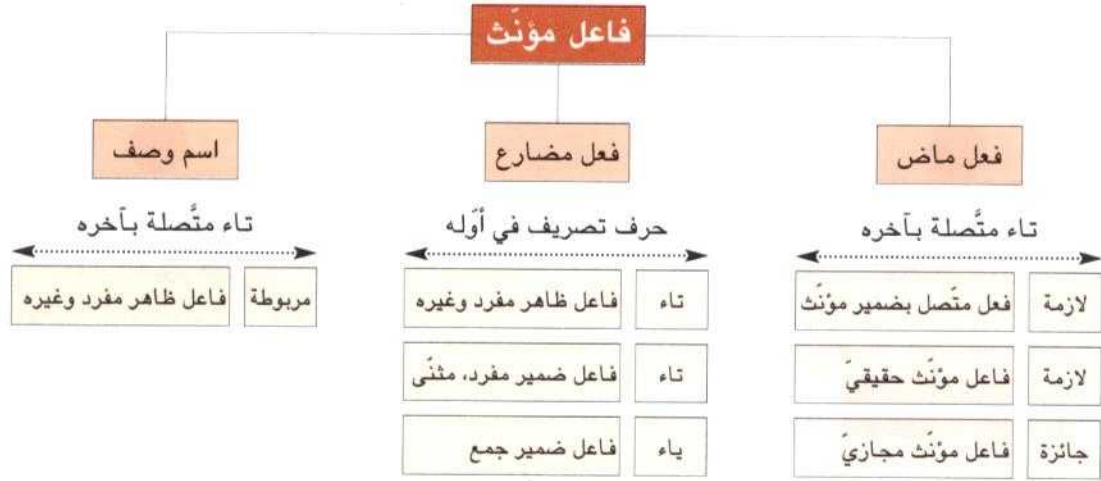 فاعل مؤنّث
فعل ماض
فعل مضارع
اسم وصف
تاء متَّصلة بآخره
حرف تصريف في أوّله
تاء متَّصلة بآخره
لازمة
فعل متّصل بضمير مؤنّث
تاء
فاعل ظاهر مفرد وغيره
مربوطة
فاعل ظاهر مفرد وغيره
لازمة
فاعل مؤنّث حقيقيّ
تاء
فاعل ضمير مفرد، مثنّى
جائزة
فاعل مؤنّث مجازيّ
ياء
فاعل ضمير جمع